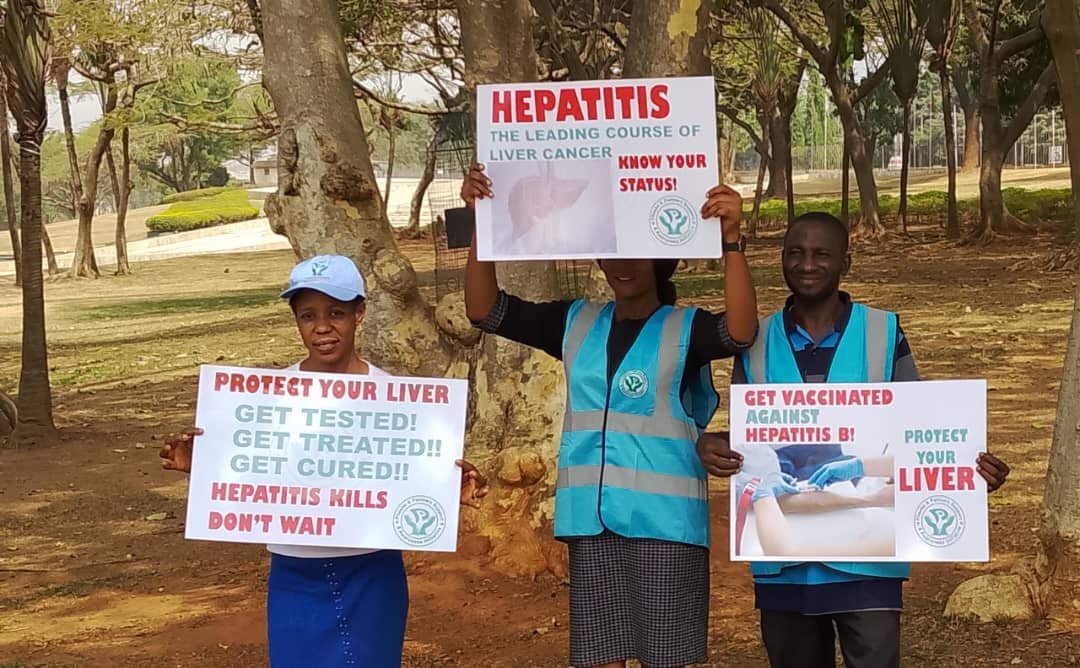 HEPATITIS
THE LEADING COURSE OF
LIVER CANCER
KNOW YOUR
STATUS!
PROTECT YOUR LIVER
GET TESTED!
GET TREATED!!
GET CURED!!
HEPATITIS KILLS
DON'T WAIT
GET VACCINATED
AGAINST
HEPATITIS B!
PROTECT
YOUR
LIVER